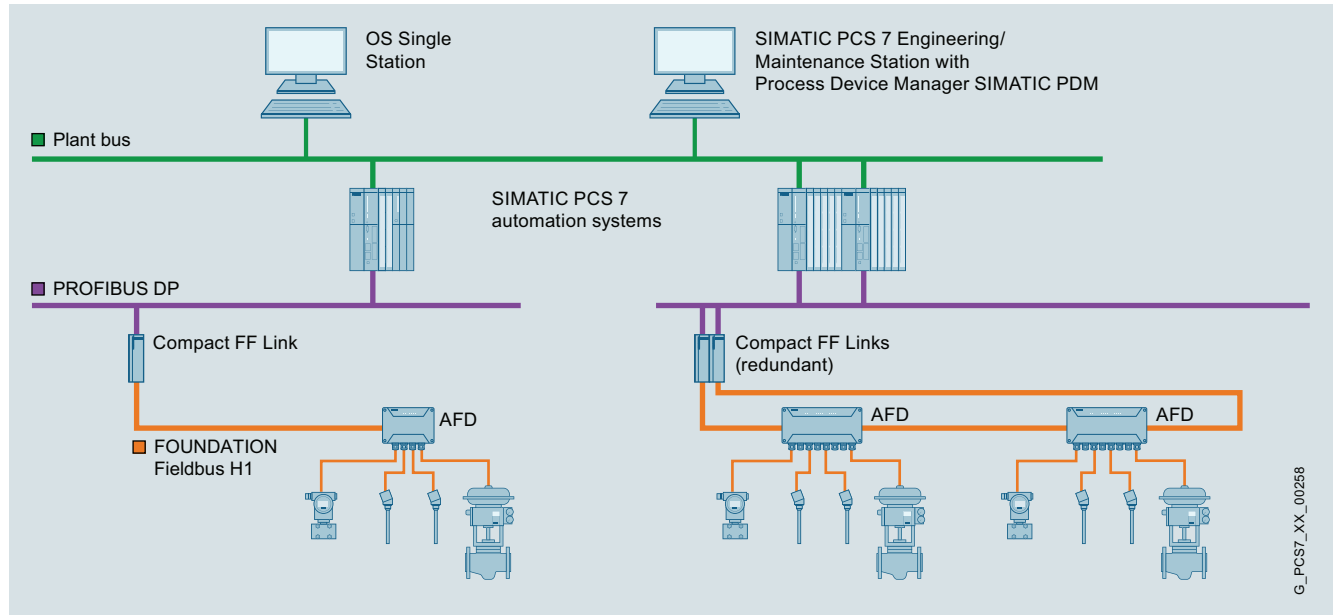 OS Single
Station
SIMATIC PCS 7 Engineering/
Maintenance Station with
Process Device Manager SIMATIC PDM
Plant bus
SIMATIC PCS 7
automation systems
PROFIBUS DP
Compact FF Link
Compact FF Links
(redundant)
AFD
AFD
AFD
FOUNDATION
Fieldbus H1
G_PCS7_XX_00258